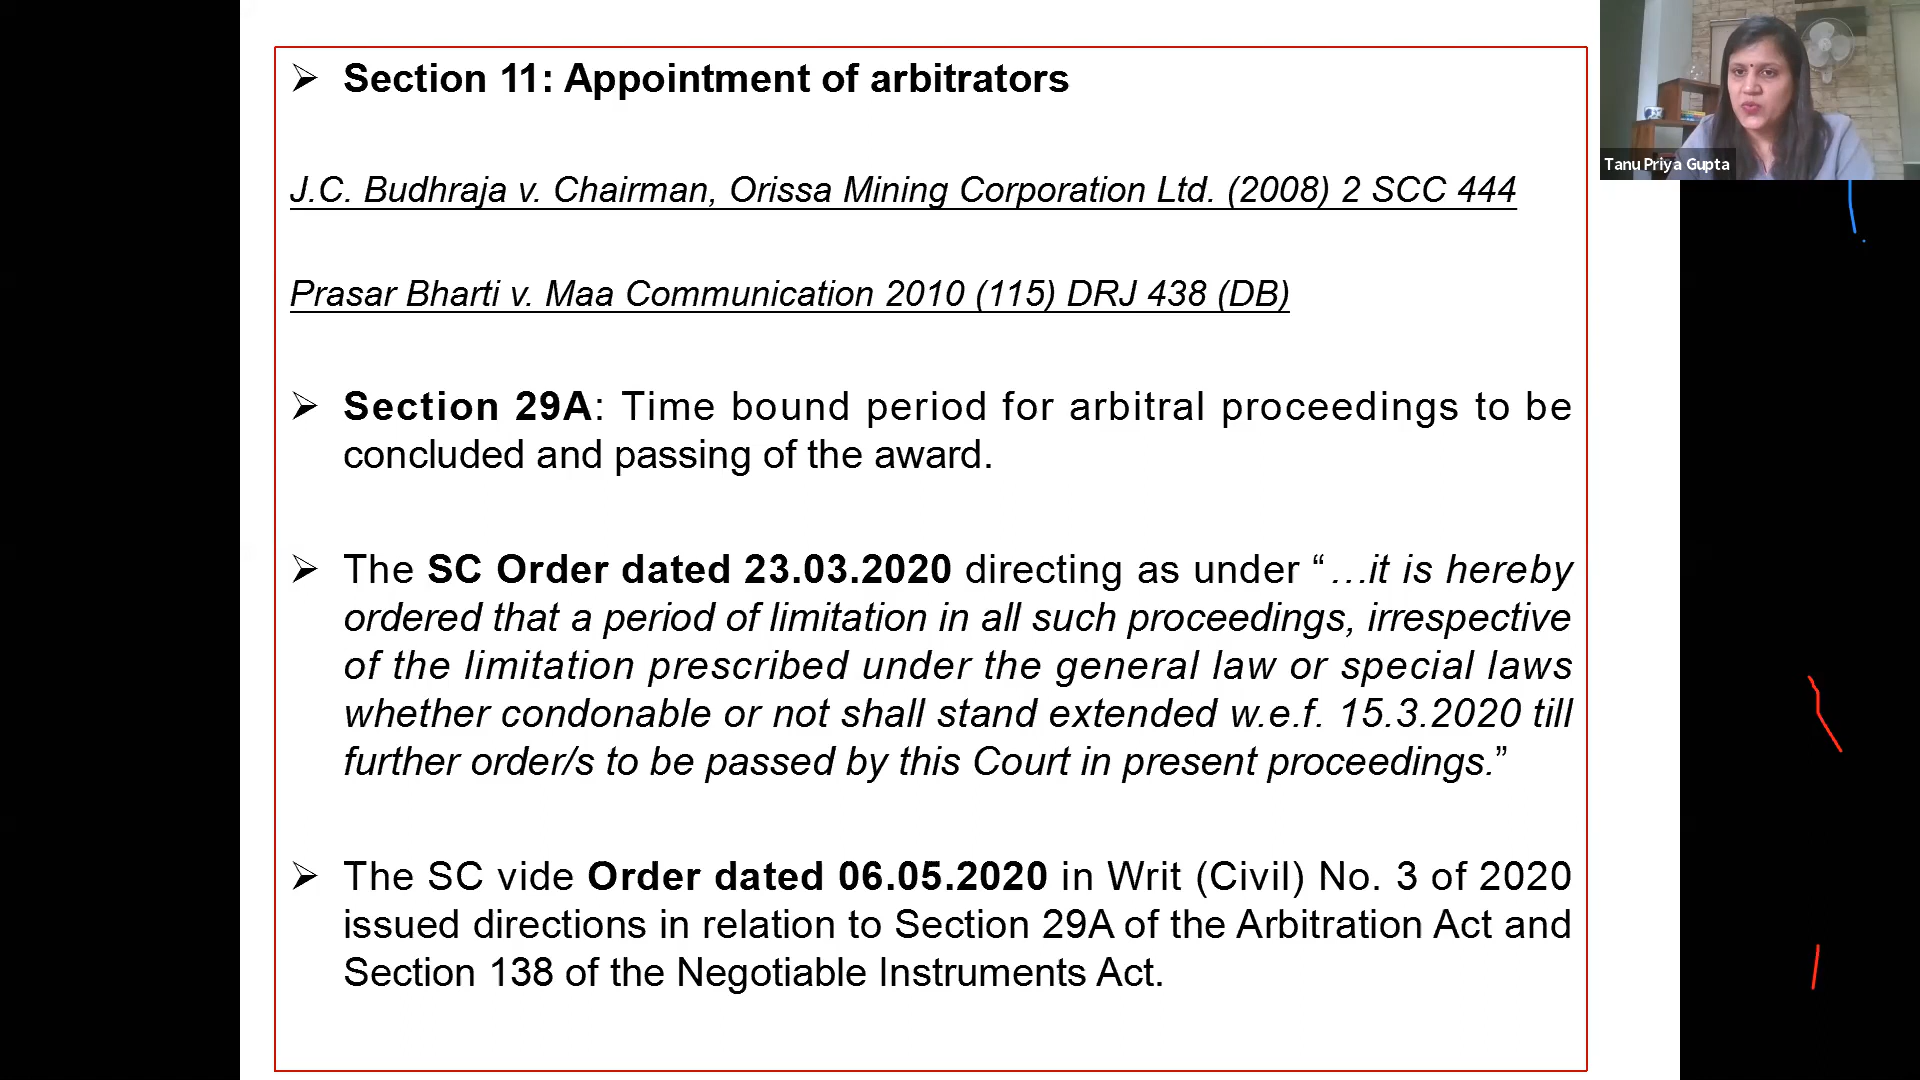 ➢ Section 11: Appointment of arbitrators
J.C. Budhraja v. Chairman, Orissa Mining Corporation Ltd. (2008) 2 SCC 444
Prasar Bharti v. Maa Communication 2010 (115) DRJ 438 (DB)
➢ Section 29A: Time bound period for arbitral proceedings to be
concluded and passing of the award.
➢ The SC Order dated 23.03.2020 directing as under “…it is hereby
ordered that a period of limitation in all such proceedings, irrespective
of the limitation prescribed under the general law or special laws
whether condonable or not shall stand extended w.e.f. 15.3.2020 till
further order/s to be passed by this Court in present proceedings.”
➢ The SC vide Order dated 06.05.2020 in Writ (Civil) No. 3 of 2020
issued directions in relation to Section 29A of the Arbitration Act and
Section 138 of the Negotiable Instruments Act.
Tanu Priya Gupta